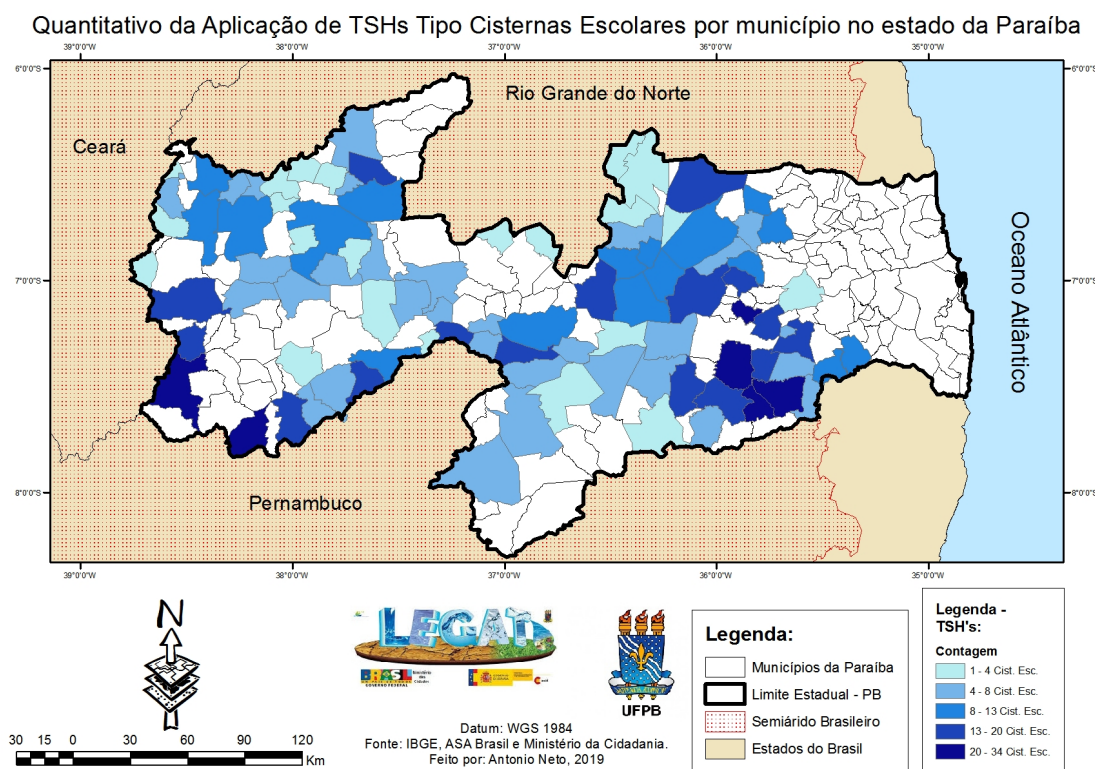 Quantitativo da Aplicação de TSHs Tipo Cisternas Escolares por município no estado da Paraíba
39°0'0"W 38°0'0"W 37°0'0"W 36°0'0"W 35°0'0"W
6°0'0"S 6°0'0"S
Rio Grande do Norte
Ceará
Oceano Atlântico
7°0'0"S 7°0'0"S
8°0'0"S 8°0'0"S
Pernambuco
39°0'0"W 38°0'0"W 37°0'0"W 36°0'0"W 35°0'0"W
N
30 15 0 30 60 90 120
Km
LEGAT
BRASIL
GOVERNO FEDERAL
Ministério
das
Cidades
UFPB
Datum: WGS 1984
Fonte: IBGE, ASA Brasil e Ministério da Cidadania.
Feito por: Antonio Neto, 2019
Legenda:
Municípios da Paraíba
Limite Estadual - PB
Semiárido Brasileiro
Estados do Brasil
Legenda -
TSH's:
Contagem
1 - 4 Cist. Esc.
4 - 8 Cist. Esc.
8 - 13 Cist. Esc.
13 - 20 Cist. Esc.
20 - 34 Cist. Esc.